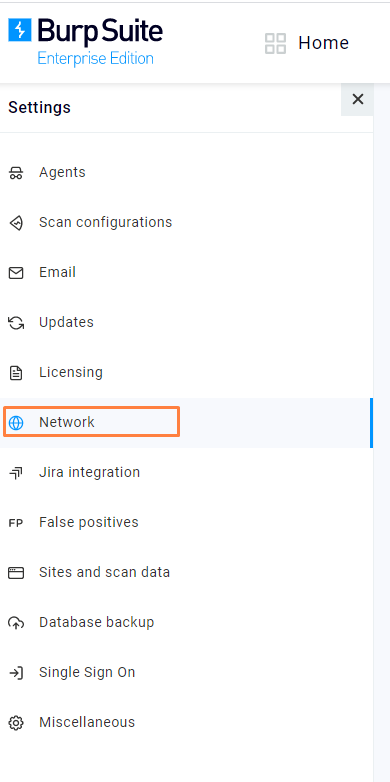 Burp Suite
Enterprise Edition
Home
Settings
Agents
Scan configurations
Email
Updates
Licensing
Network
Jira integration
FP False positives
Sites and scan data
Database backup
Single Sign On
Miscellaneous